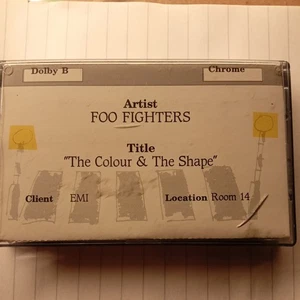 Dolby B Chrome
Artist
FOO FIGHTERS
Title
"The Colour & The Shape"
Client EMI Location Room 14